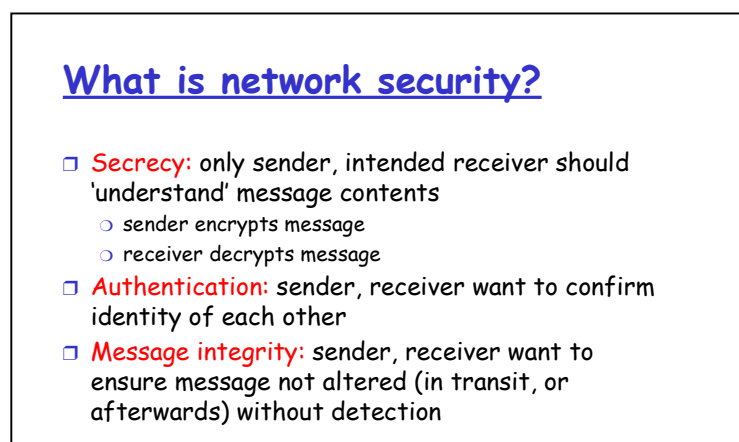 What is network security?
❒ Secrecy: only sender, intended receiver should
‘understand’ message contents
❍ sender encrypts message
❍ receiver decrypts message
❒ Authentication: sender, receiver want to confirm
identity of each other
❒ Message integrity: sender, receiver want to
ensure message not altered (in transit, or
afterwards) without detection